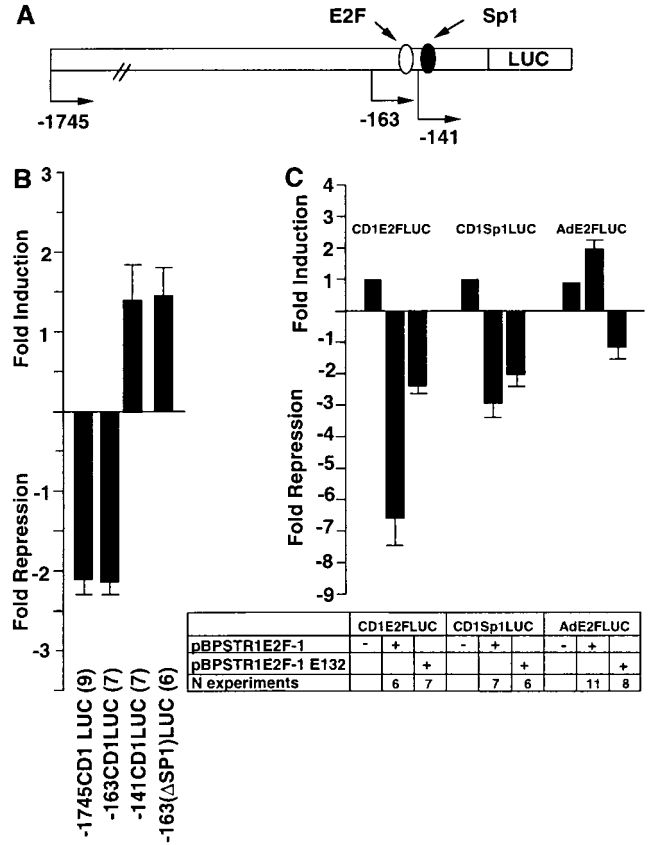 A
E2F
Sp1
LUC
-1745
-163
-141
B
3
2
1
-1
-2
-3
Fold Induction
Fold Repression
-1745CD1 LUC (9)
-163CD1LUC (7)
-141CD1LUC (7)
-163(ΔSP1)LUC (6)
C
4
3
2
1
-1
-2
-3
-4
-5
-6
-7
-8
-9
Fold Induction
Fold Repression
CD1E2FLUC CD1Sp1LUC AdE2FLUC
CD1E2FLUC CD1Sp1LUC AdE2FLUC
pBPSTR1E2F-1 - + - + - +
pBPSTR1E2F-1 E132 + + +
N experiments 6 7 7 6 11 8